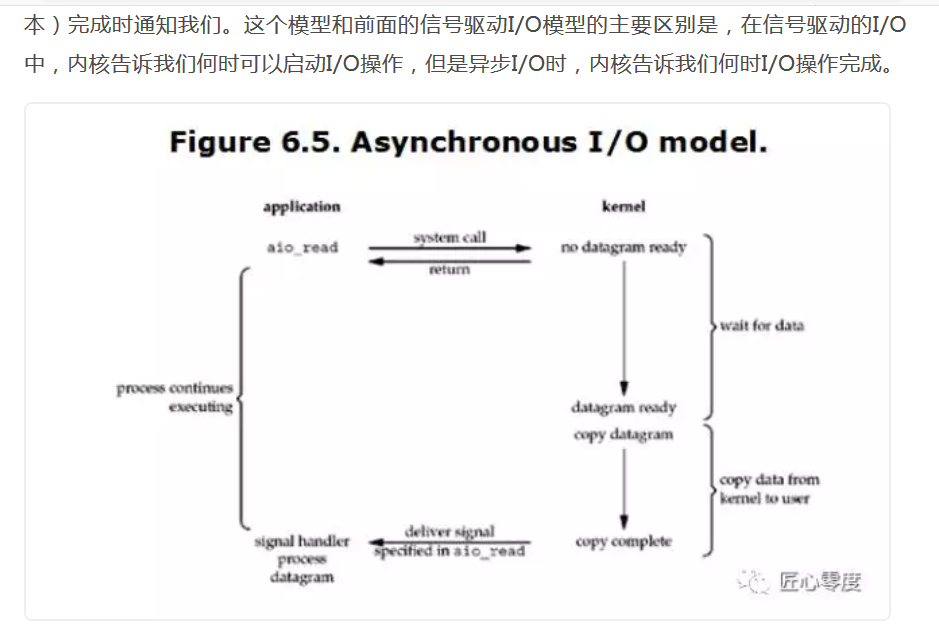 本）完成时通知我们。这个模型和前面的信号驱动I/O模型的主要区别是，在信号驱动的I/O
中，内核告诉我们何时可以启动I/O操作，但是异步I/O时，内核告诉我们何时I/O操作完成。
Figure 6.5. Asynchronous I/O model.
application
kernel
aio_read
system call
return
no datagram ready
wait for data
process continues
executing
datagram ready
copy datagram
copy data from
kernel to user
signal handler
process
datagram
deliver signal
specified in aio_read
copy complete
匠心零度